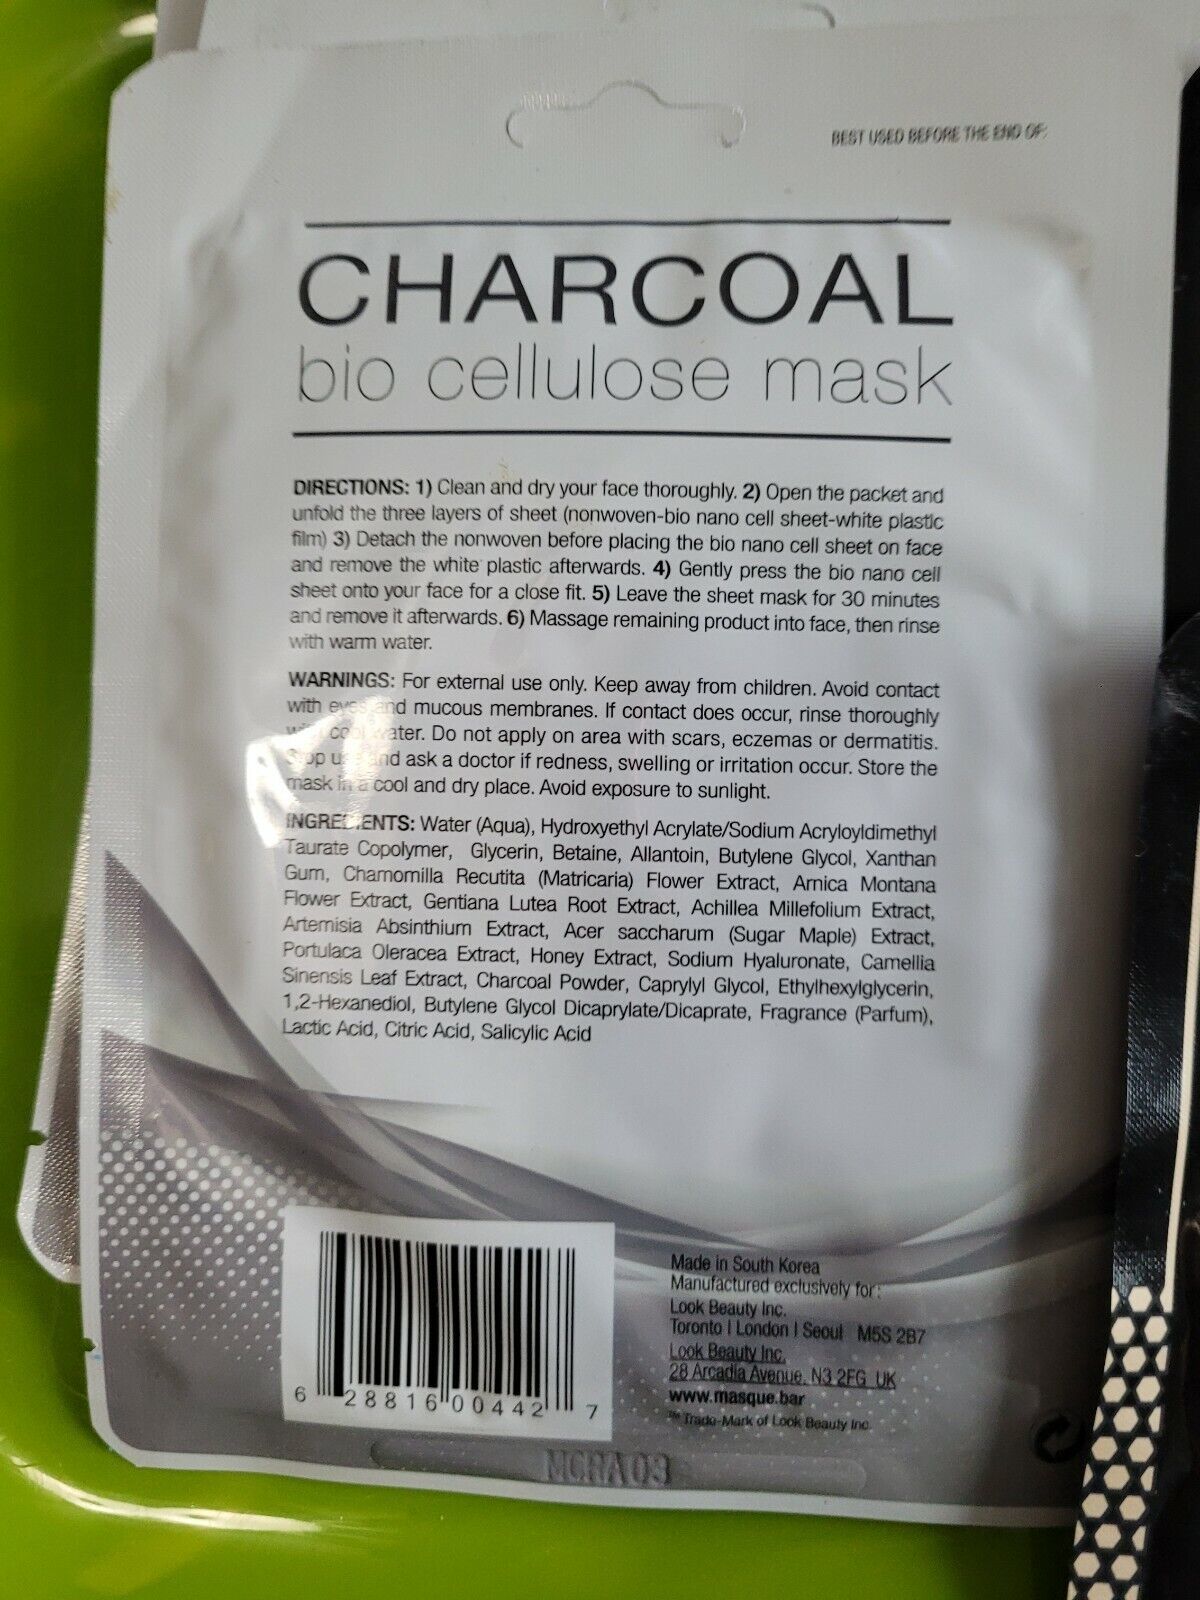 BEST USED BEFORE THE END OF:
CHARCOAL
bio cellulose mask
DIRECTIONS: 1) Clean and dry your face thoroughly. 2) Open the packet and
unfold the three layers of sheet (nonwoven-bio nano cell sheet-white plastic
film) 3) Detach the nonwoven before placing the bio nano cell sheet on face
and remove the white plastic afterwards. 4) Gently press the bio nano cell
sheet onto your face for a close fit. 5) Leave the sheet mask for 30 minutes
and remove it afterwards. 6) Massage remaining product into face, then rinse
with warm water.
WARNINGS: For external use only. Keep away from children. Avoid contact
with eyes and mucous membranes. If contact does occur, rinse thoroughly
with cool water. Do not apply on area with scars, eczemas or dermatitis.
Stop use and ask a doctor if redness, swelling or irritation occur. Store the
mask in a cool and dry place. Avoid exposure to sunlight.
INGREDIENTS: Water (Aqua), Hydroxyethyl Acrylate/Sodium Acryloyldimethyl
Taurate Copolymer, Glycerin, Betaine, Allantoin, Butylene Glycol, Xanthan
Gum, Chamomilla Recutita (Matricaria) Flower Extract, Arnica Montana
Flower Extract, Gentiana Lutea Root Extract, Achillea Millefolium Extract,
Artemisia Absinthium Extract, Acer saccharum (Sugar Maple) Extract,
Portulaca Oleracea Extract, Honey Extract, Sodium Hyaluronate, Camellia
Sinensis Leaf Extract, Charcoal Powder, Caprylyl Glycol, Ethylhexylglycerin,
1,2-Hexanediol, Butylene Glycol Dicaprylate/Dicaprate, Fragrance (Parfum),
Lactic Acid, Citric Acid, Salicylic Acid
6 28816 00442 7
Made in South Korea
Manufactured exclusively for:
Look Beauty Inc.
Toronto | London | Seoul M5S 2B7
Look Beauty Inc.
28 Arcadia Avenue, N3 2FG UK
www.masque.bar
™ Trade-Mark of Look Beauty Inc.